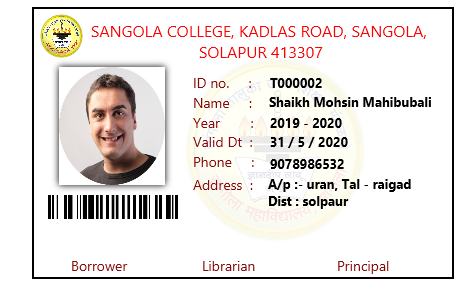 SANGOLA COLLEGE, KADLAS ROAD, SANGOLA,
SOLAPUR 413307
ID no. : T000002
Name : Shaikh Mohsin Mahibubali
Year : 2019 - 2020
Valid Dt : 31 / 5 / 2020
Phone : 9078986532
Address : A/p :- uran, Tal - raigad
Dist : solpaur
Borrower Librarian Principal